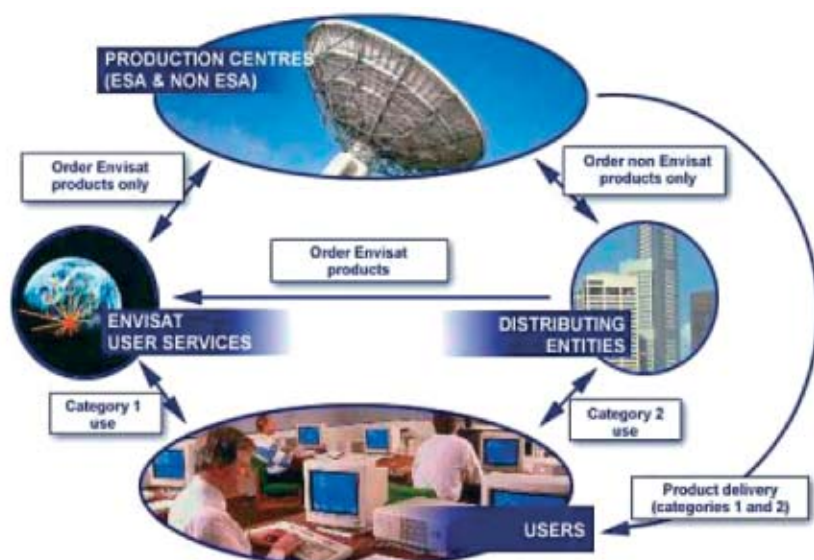 PRODUCTION CENTRES
(ESA & NON ESA)
Order Envisat
products only
Order non Envisat
products only
Order Envisat
products
ENVISAT
USER SERVICES
DISTRIBUTING
ENTITIES
Category 1
use
Category 2
use
Product delivery
(categories 1 and 2)
USERS